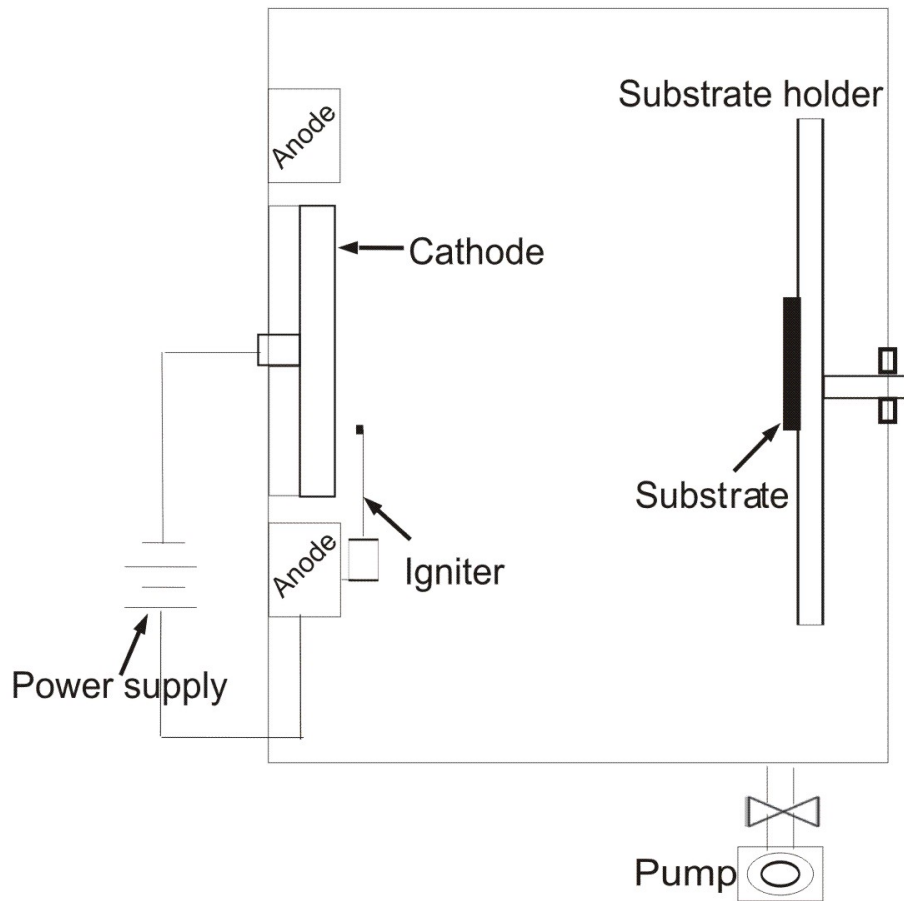 Anode
Substrate holder
Cathode
Substrate
Anode
Igniter
Power supply
Pump